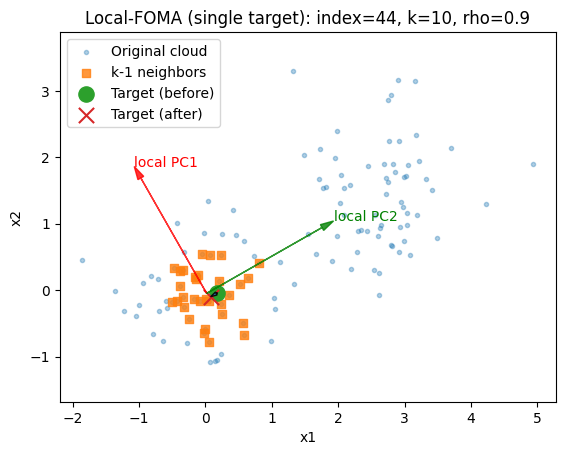 Local-FOMA (single target): index=44, k=10, rho=0.9
Original cloud
k-1 neighbors
Target (before)
Target (after)
local PC1
local PC2
3
2
1
0
−1
x2
−2
−1
0
1
2
3
4
5
x1